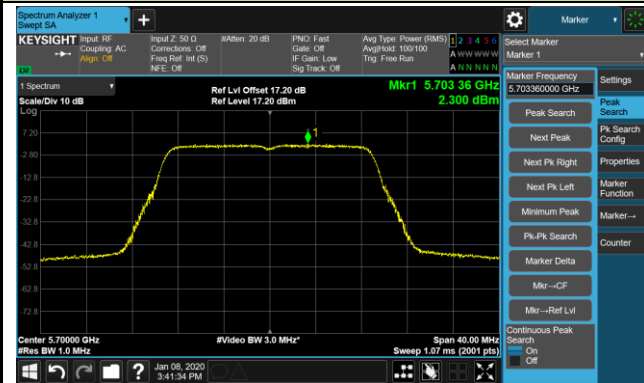 Spectrum Analyzer 1
Swept SA
Marker
KEYSIGHT
Input: RF
Coupling: AC
Align: Off
Input Z: 50 Ω
Corrections: Off
Freq Ref: Int (S)
NFE: Off
#Atten: 20 dB
PNO: Fast
Gate: Off
IF Gain: Low
Sig Track: Off
Avg Type: Power (RMS)
Avg|Hold: 100/100
Trig: Free Run
1 2 3 4 5 6
A W W W W W
A N N N N N
Select Marker
Marker 1
1 Spectrum
Scale/Div 10 dB
Log
Ref Lvl Offset 17.20 dB
Ref Level 17.20 dBm
Mkr1 5.703 36 GHz
2.300 dBm
7.20
-2.80
-12.8
-22.8
-32.8
-42.8
-52.8
-62.8
-72.8
1
Center 5.70000 GHz
#Res BW 1.0 MHz
#Video BW 3.0 MHz*
Span 40.00 MHz
Sweep 1.07 ms (2001 pts)
Marker Frequency
5.703360000 GHz
Peak Search
Next Peak
Next Pk Right
Next Pk Left
Minimum Peak
Pk-Pk Search
Marker Delta
Mkr→CF
Mkr→Ref Lvl
Continuous Peak
Search
On
Off
Settings
Peak
Search
Pk Search
Config
Properties
Marker
Function
Marker→
Counter
Jan 08, 2020
3:41:34 PM